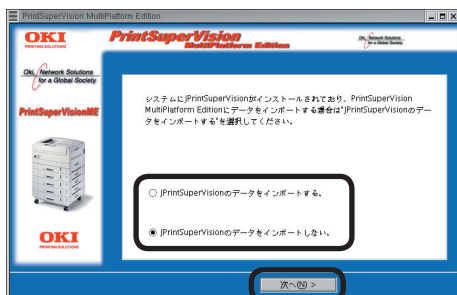 PrintSuperVision MultiPlatform Edition
OKI
PRINTING SOLUTIONS
PrintSuperVision
MultiPlatform Edition
Oki, Network Solutions
for a Global Society
Oki, Network Solutions
for a Global Society
PrintSuperVisionME
システムにJPrintSuperVisionがインストールされており、PrintSuperVision
MultiPlatform Editionにデータをインポートする場合は"JPrintSuperVisionのデー
タをインポートする"を選択してください。
JPrintSuperVisionのデータをインポートする。
JPrintSuperVisionのデータをインポートしない。
OKI
PRINTING SOLUTIONS
次へ(N) >